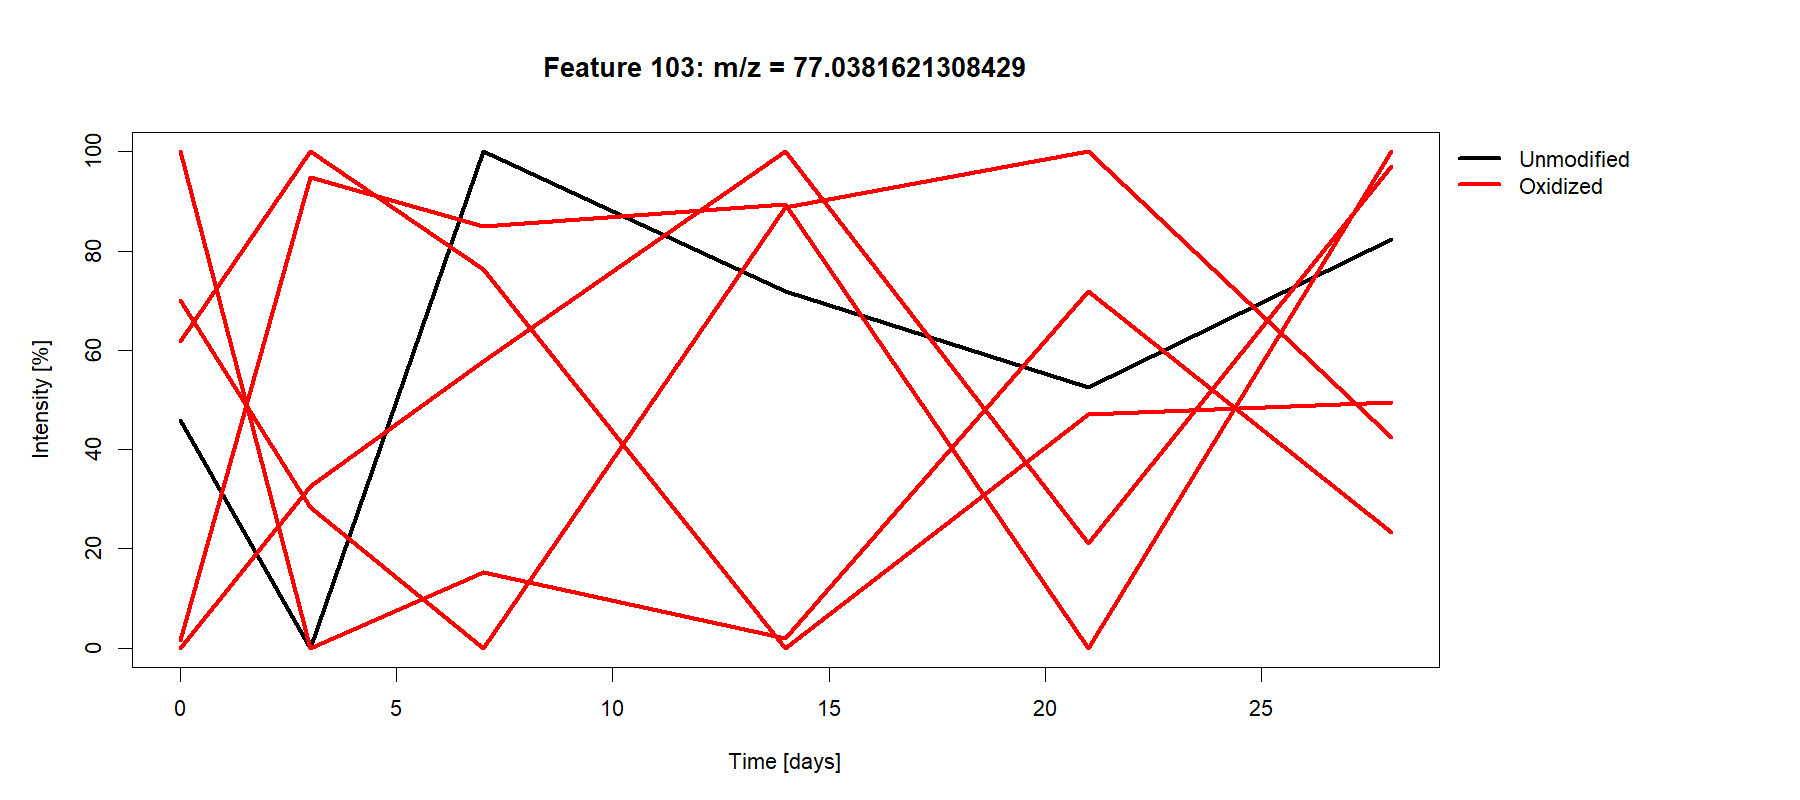 Feature 103: m/z = 77.0381621308429
Unmodified
Oxidized
Intensity [%]
100
80
60
40
20
0
0 5 10 15 20 25
Time [days]